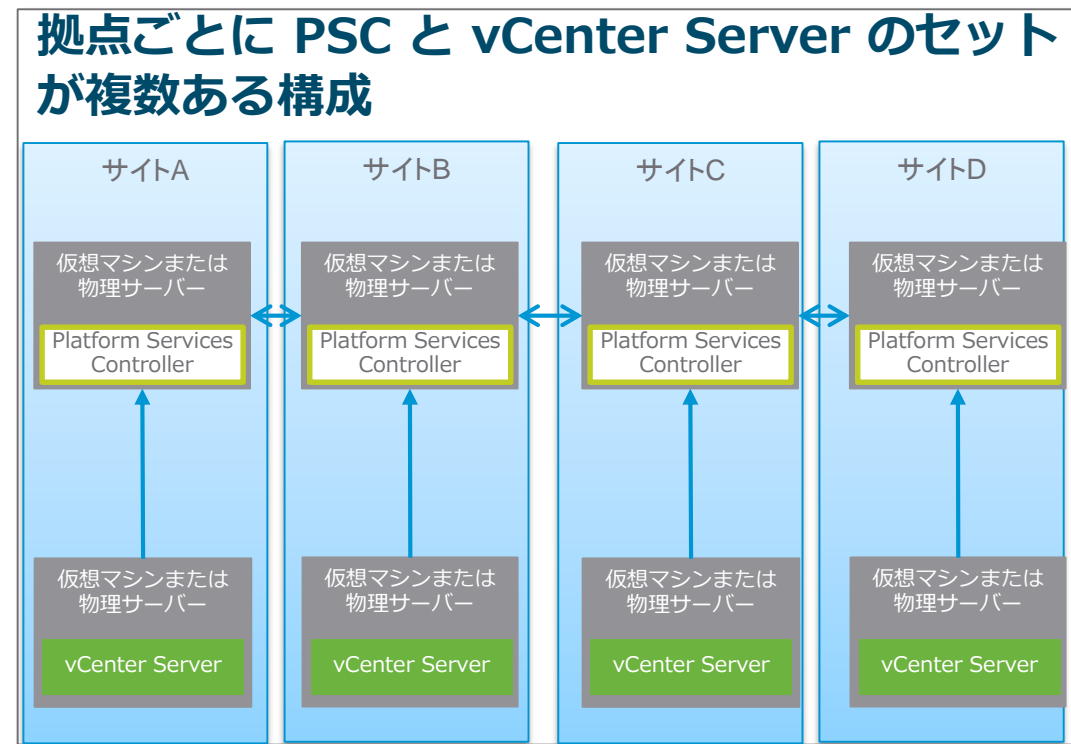 拠点ごとに PSC と vCenter Server のセット
が複数ある構成
サイトA
サイトB
サイトC
サイトD
仮想マシンまたは
物理サーバー
Platform Services
Controller
仮想マシンまたは
物理サーバー
Platform Services
Controller
仮想マシンまたは
物理サーバー
Platform Services
Controller
仮想マシンまたは
物理サーバー
Platform Services
Controller
仮想マシンまたは
物理サーバー
vCenter Server
仮想マシンまたは
物理サーバー
vCenter Server
仮想マシンまたは
物理サーバー
vCenter Server
仮想マシンまたは
物理サーバー
vCenter Server